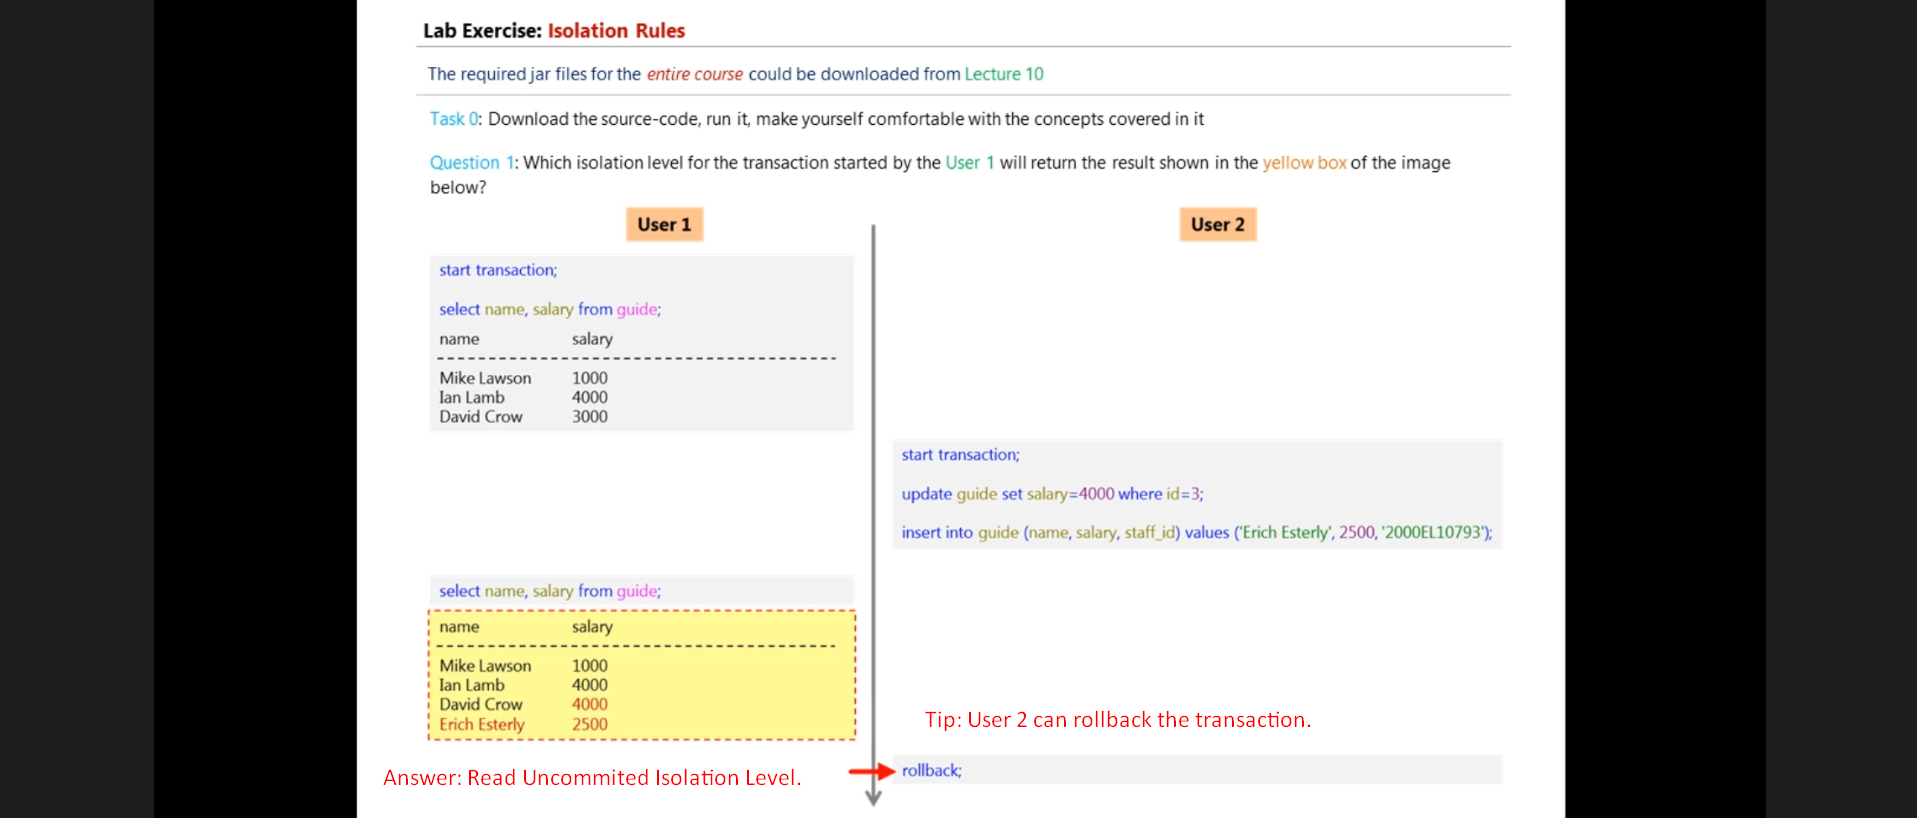 Lab Exercise: Isolation Rules
The required jar files for the entire course could be downloaded from Lecture 10
Task 0: Download the source-code, run it, make yourself comfortable with the concepts covered in it
Question 1: Which isolation level for the transaction started by the User 1 will return the result shown in the yellow box of the image
below?
User 1
User 2
start transaction;
select name, salary from guide;
name salary
Mike Lawson 1000
Ian Lamb 4000
David Crow 3000
start transaction;
update guide set salary=4000 where id=3;
insert into guide (name, salary, staff_id) values ('Erich Esterly', 2500, '2000EL10793');
select name, salary from guide;
name salary
Mike Lawson 1000
Ian Lamb 4000
David Crow 4000
Erich Esterly 2500
Tip: User 2 can rollback the transaction.
Answer: Read Uncommited Isolation Level.
rollback;